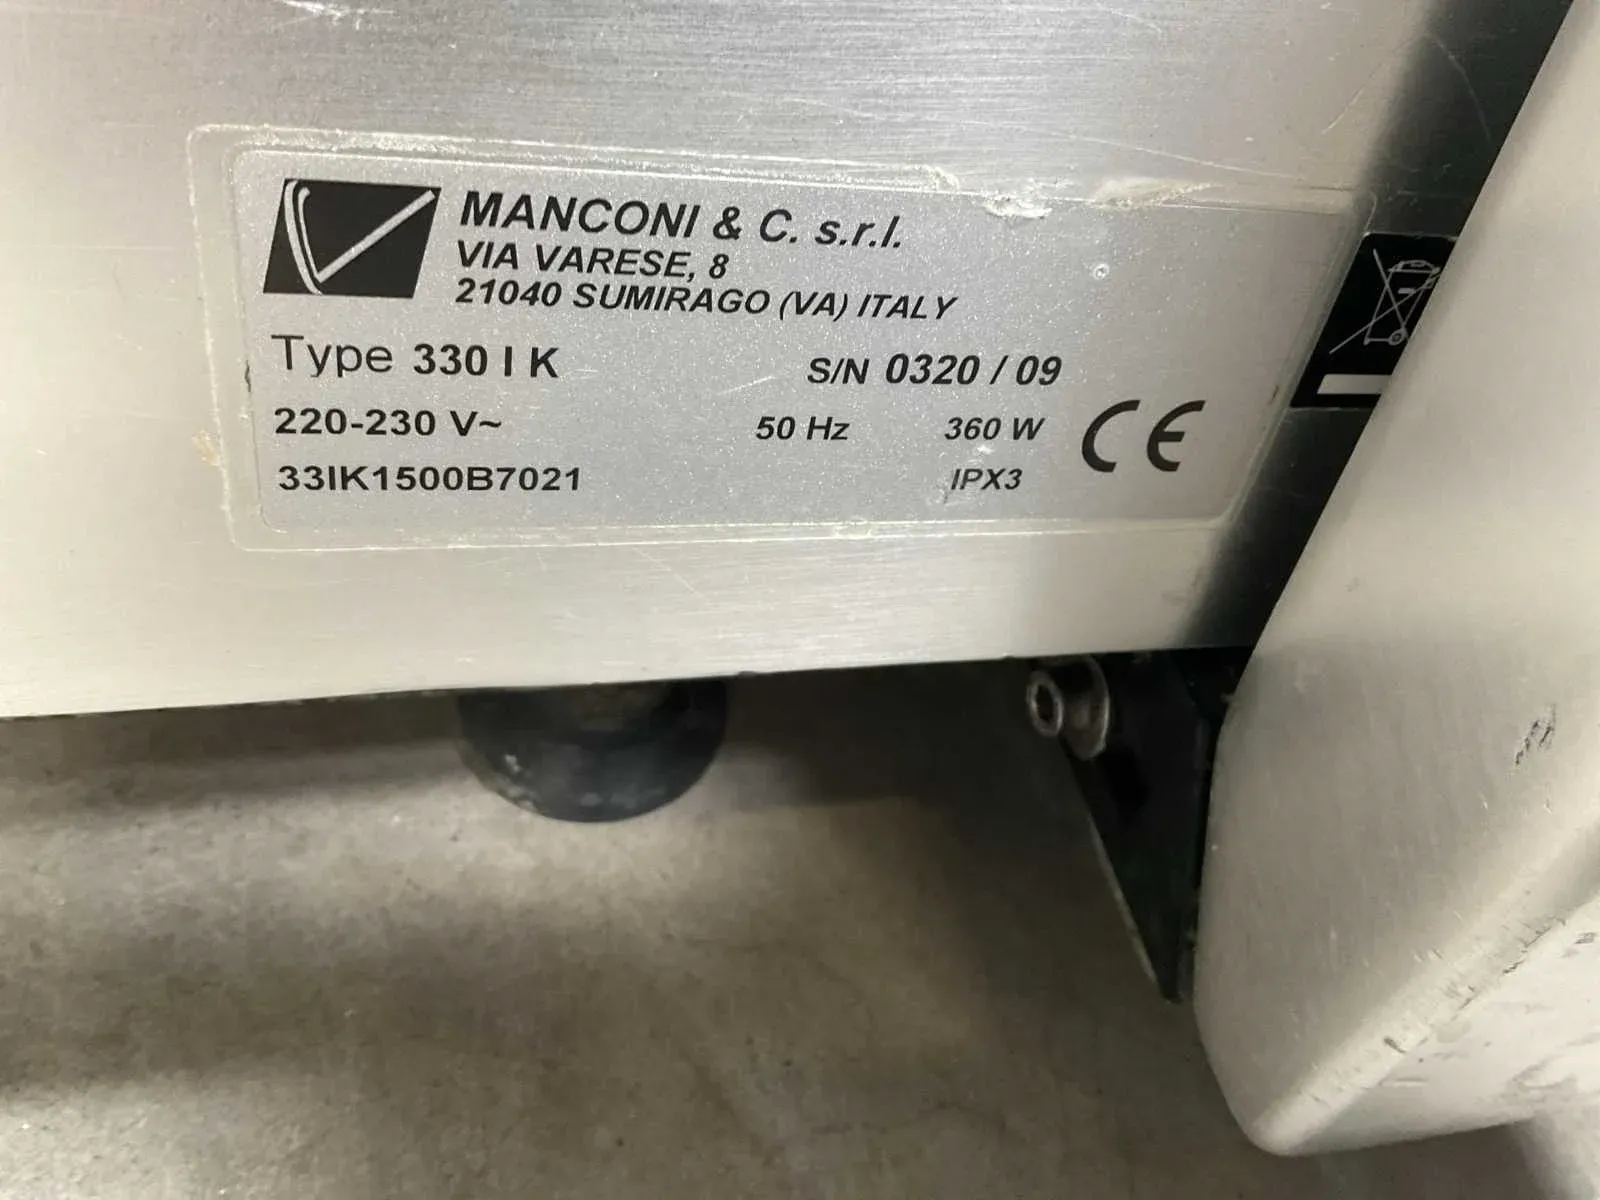 MANCONI & C. s.r.l.
VIA VARESE, 8
21040 SUMIRAGO (VA) ITALY
Type 330 I K
S/N 0320 / 09
220-230 V~ 50 Hz 360 W CE
33IK1500B7021 IPX3